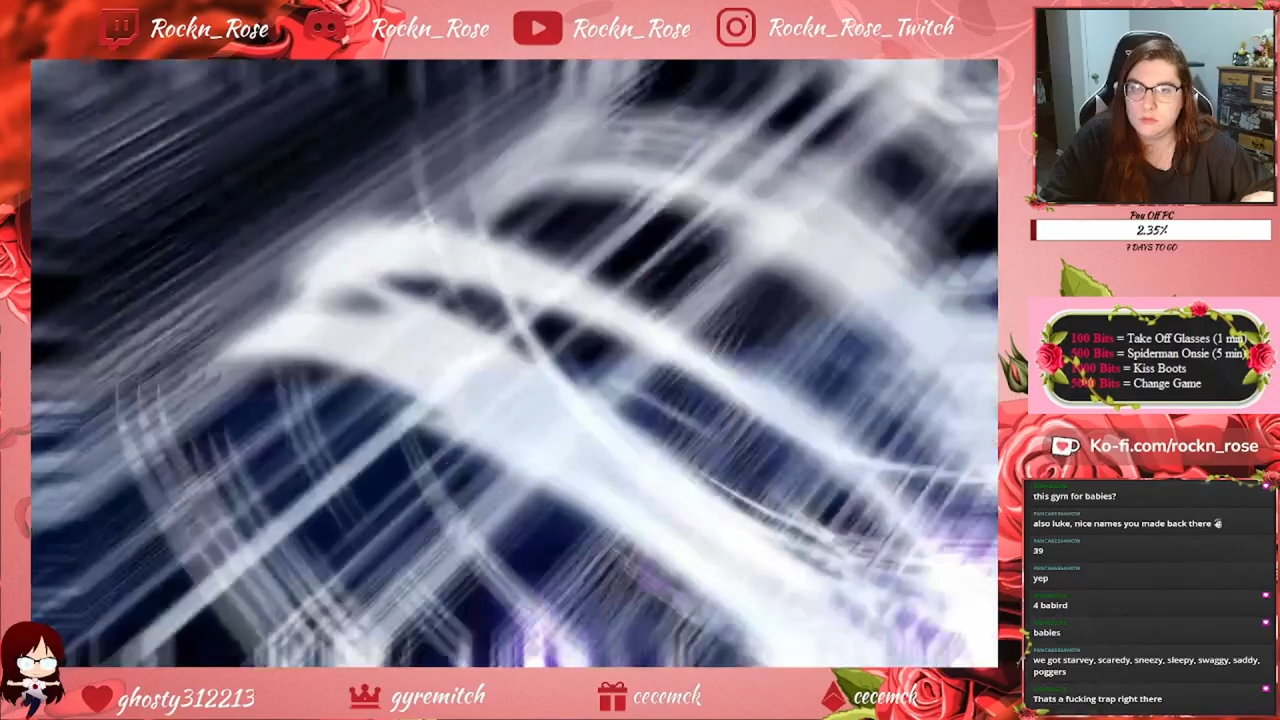 Rockn_Rose
Rockn_Rose
Rockn_Rose
Rockn_Rose_Twitch
Pay Off PC
2.35%
7 DAYS TO GO
100 Bits = Take Off Glasses (1 min)
500 Bits = Spiderman Onsie (5 min)
Bits = Kiss Boots
Bits = Change Game
Ko-fi.com/rockn_rose
this gym for babies?
also luke, nice names you made back there
39
yep
4 babird
babies
we got starvey, scaredy, sneezy, sleepy, swaggy, saddy,
poggers
Thats a fucking trap right there
ghosty312213
gyremitch
cecemck
cecemck